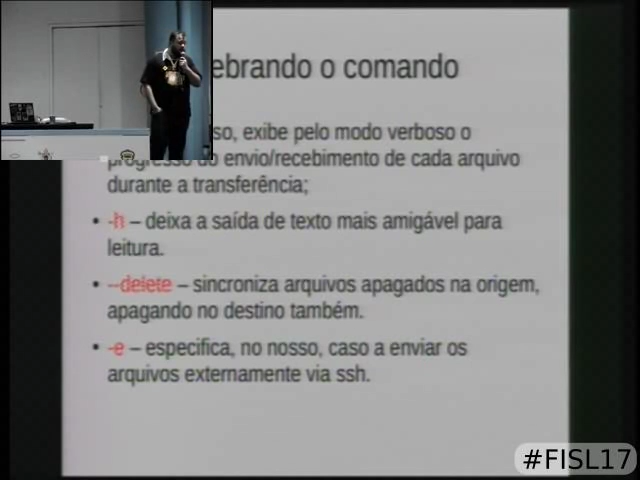 ebrando o comando
so, exibe pelo modo verboso o
progresso do envio/recebimento de cada arquivo
durante a transferência;
• -h – deixa a saída de texto mais amigável para
leitura.
• --delete – sincroniza arquivos apagados na origem,
apagando no destino também.
• -e – especifica, no nosso, caso a enviar os
arquivos externamente via ssh.
#FISL17